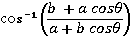 cos⁻¹(b + a cosθ / a + b cosθ)